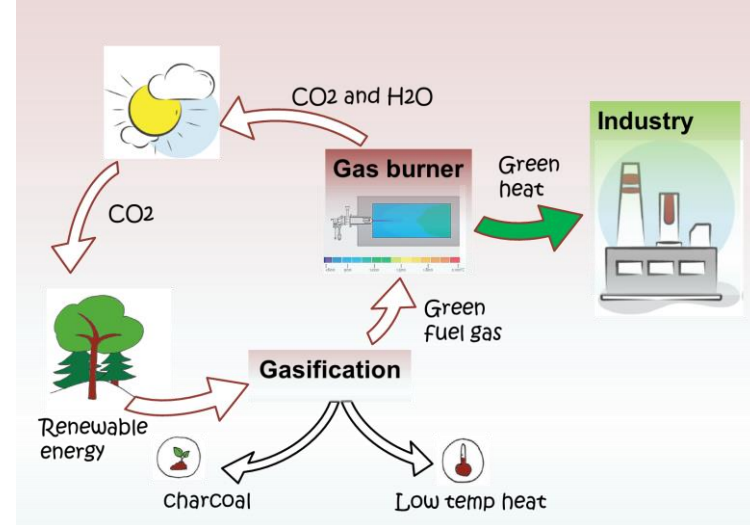 CO2 and H2O
Industry
Gas burner
Green
heat
CO2
Green
fuel gas
Gasification
Renewable
energy
charcoal
Low temp heat